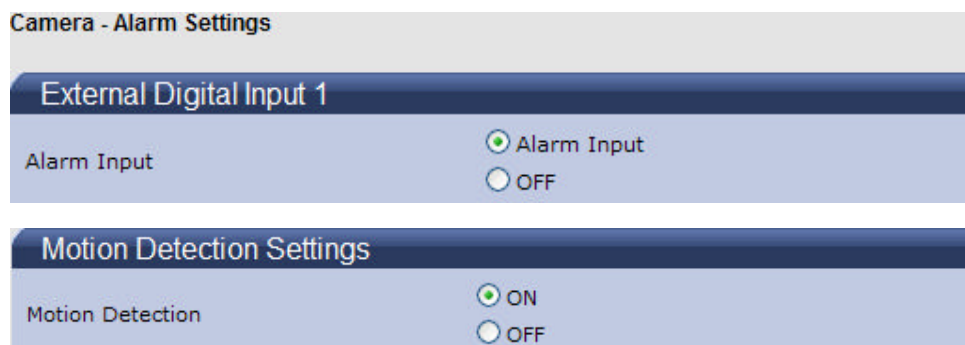 Camera - Alarm Settings
External Digital Input 1
Alarm Input
Alarm Input
OFF
Motion Detection Settings
Motion Detection
ON
OFF